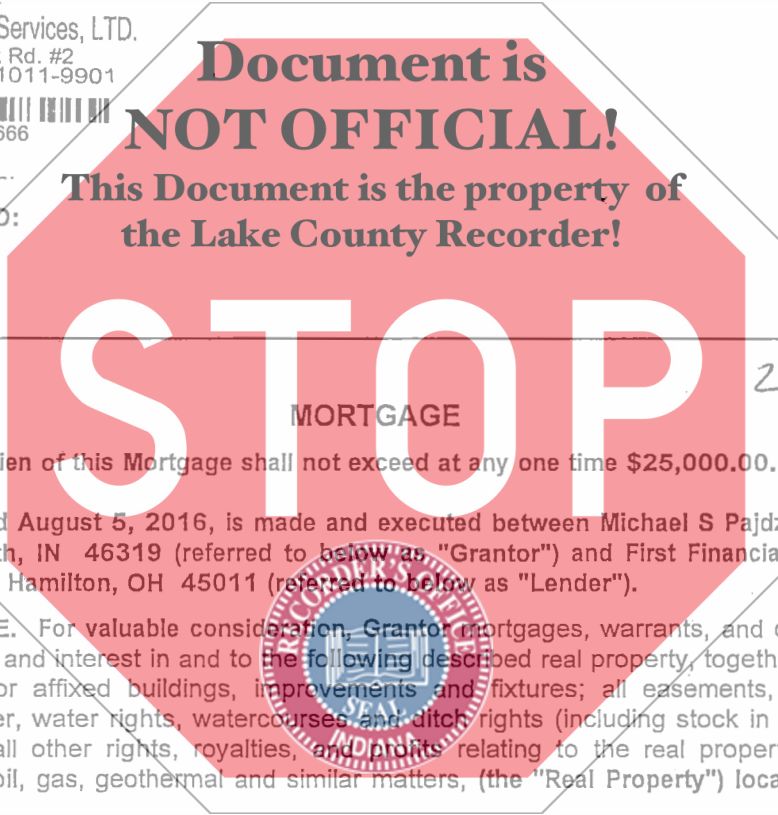 Services, LTD.
Rd. #2
1011-9901
666
D:
Document is
NOT OFFICIAL!
This Document is the property of
the Lake County Recorder!
STOP
2
MORTGAGE
ien of this Mortgage shall not exceed at any one time $25,000.00.
d August 5, 2016, is made and executed between Michael S Pajdz
th, IN 46319 (referred to below as "Grantor") and First Financia
Hamilton, OH 45011 (referred to below as "Lender").
E. For valuable consideration, Grantor mortgages, warrants, and c
and interest in and to the following described real property, togeth
or affixed buildings, improvements and fixtures; all easements,
er, water rights, watercourses and ditch rights (including stock in
all other rights, royalties, and profits relating to the real proper
oil, gas, geothermal and similar matters, (the "Real Property") loca
RECORDER'S OFFICE
SEAL
INDIANA